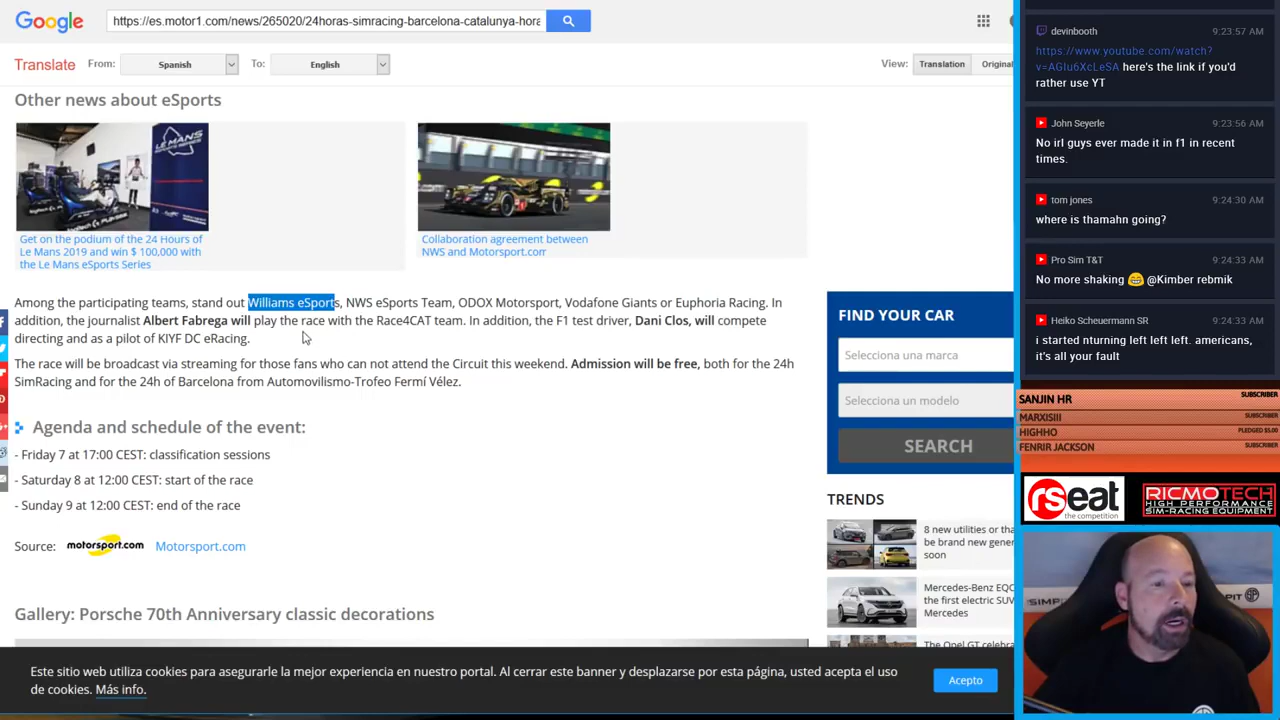 Google
https://es.motor1.com/news/265020/24horas-simracing-barcelona-catalunya-hora
Translate
From:
Spanish
To:
English
View:
Translation
Original
Other news about eSports
Get on the podium of the 24 Hours of
Le Mans 2019 and win $ 100,000 with
the Le Mans eSports Series
Collaboration agreement between
NWS and Motorsport.com
Among the participating teams, stand out Williams eSports, NWS eSports Team, ODOX Motorsport, Vodafone Giants or Euphoria Racing. In
addition, the journalist Albert Fabrega will play the race with the Race4CAT team. In addition, the F1 test driver, Dani Clos, will compete
directing and as a pilot of KIYF DC eRacing.
The race will be broadcast via streaming for those fans who can not attend the Circuit this weekend. Admission will be free, both for the 24h
SimRacing and for the 24h of Barcelona from Automovilismo-Trofeo Fermí Vélez.
Agenda and schedule of the event:
- Friday 7 at 17:00 CEST: classification sessions
- Saturday 8 at 12:00 CEST: start of the race
- Sunday 9 at 12:00 CEST: end of the race
Source:
motorsport.com
Motorsport.com
Gallery: Porsche 70th Anniversary classic decorations
FIND YOUR CAR
Selecciona una marca
Selecciona un modelo
SEARCH
TRENDS
8 new utilities or tha
be brand new gener
soon
Mercedes-Benz EQC
the first electric SUV
Mercedes
The Opel GT celebra
Este sitio web utiliza cookies para asegurarle la mejor experiencia en nuestro portal. Al cerrar este banner y desplazarse por esta página, usted acepta el uso
de cookies. Más info.
Acepto
devinbooth
9:23:57 AM
https://www.youtube.com/watch?
v=AGIu6XcLeSA here's the link if you'd
rather use YT
John Seyerle
9:23:56 AM
No irl guys ever made it in f1 in recent
times.
tom jones
9:24:30 AM
where is thamahn going?
Pro Sim T&T
9:24:33 AM
No more shaking 😁 @Kimber rebmik
Heiko Scheuermann SR
9:24:33 AM
i started nturning left left left. americans,
it's all your fault
SANJIN HR
SUBSCRIBER
MARXISIII
SUBSCRIBER
HIGHHO
PLEDGED $5.00
FENRIR JACKSON
SUBSCRIBER
rseat
the competition
RICMOTECH
HIGH PERFORMANCE
SIM-RACING EQUIPMENT
LE MANS